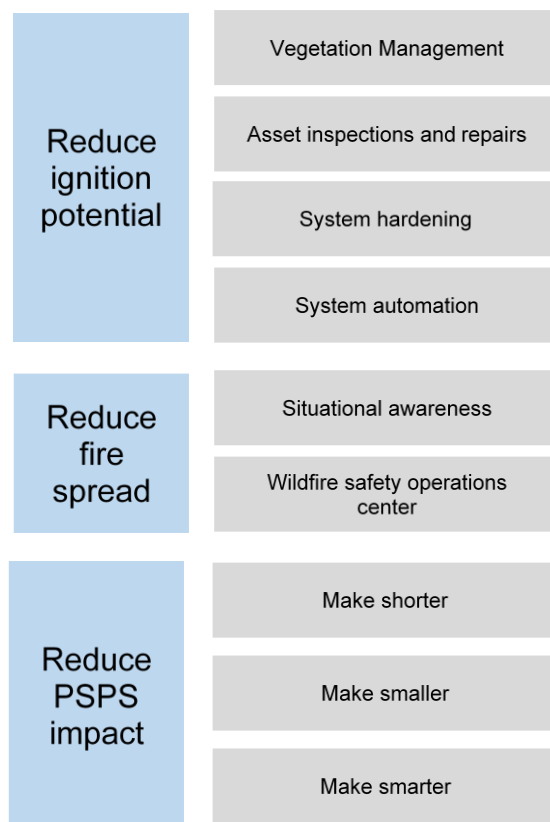 Reduce
ignition
potential
Vegetation Management
Asset inspections and repairs
System hardening
System automation
Reduce
fire
spread
Situational awareness
Wildfire safety operations
center
Reduce
PSPS
impact
Make shorter
Make smaller
Make smarter